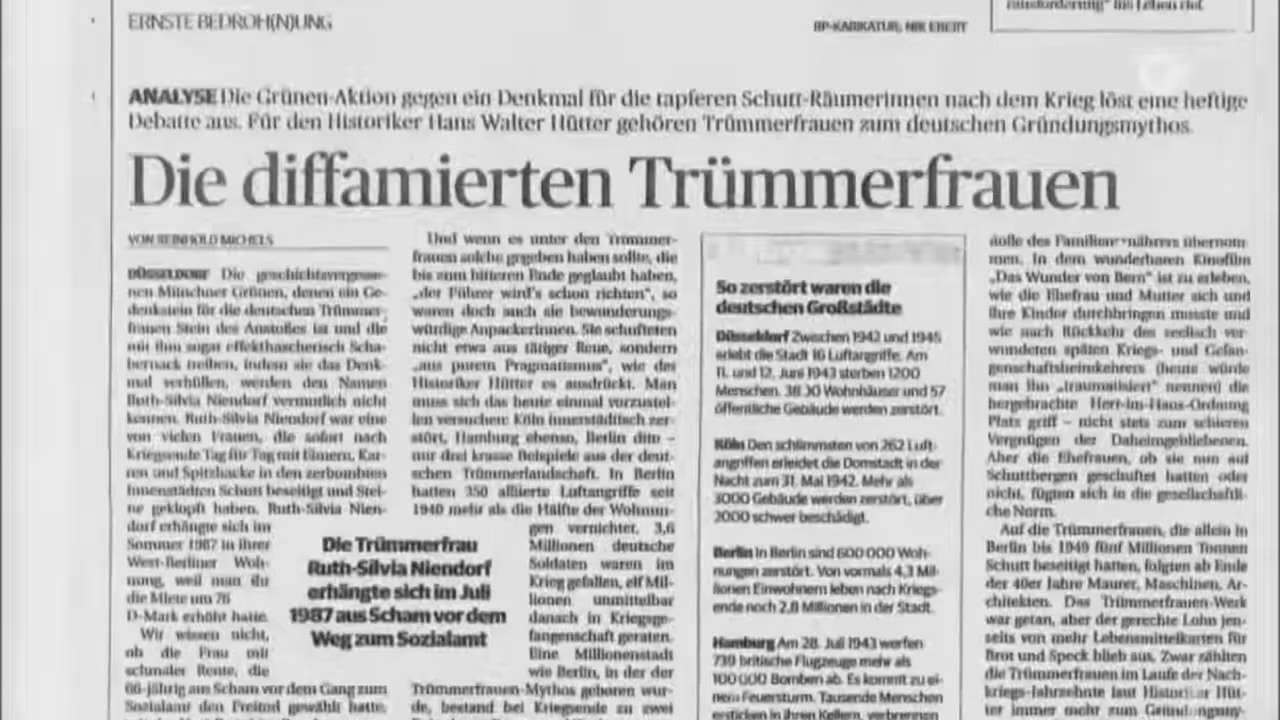 ERNSTE BEDROH(N)UNG
RP-KARIKATUR: NIK EBERT
ANALYSE Die Grünen-Aktion gegen ein Denkmal für die tapferen Schutt-Räumerinnen nach dem Krieg löst eine heftige
Debatte aus. Für den Historiker Hans Walter Hütter gehören Trümmerfrauen zum deutschen Gründungsmythos.
Die diffamierten Trümmerfrauen
VON REINHOLD MICHELS
DÜSSELDORF Die geschichtsvergesse-
nen Münchner Grünen, denen ein Ge-
denkstein für die deutschen Trümmer-
frauen Stein des Anstoßes ist und die
mit ihm sogar effekthascherisch Scha-
bernack treiben, indem sie das Denk-
mal verhüllen, werden den Namen
Ruth-Silvia Niendorf vermutlich nicht
kennen. Ruth-Silvia Niendorf war eine
von vielen Frauen, die sofort nach
Kriegsende Tag für Tag mit Eimern, Kar-
ren und Spitzhacke in den zerbombten
Innenstädten Schutt beseitigt und Stei-
ne geklopft haben. Ruth-Silvia Nien-
dorf erhängte sich im
Sommer 1987 in ihrer
West-Berliner Woh-
nung, weil man ihr
die Miete um 76
D-Mark erhöht hatte.
Wir wissen nicht,
ob die Frau mit
schmaler Rente, die
66-jährig aus Scham vor dem Gang zum
Sozialamt den Freitod gewählt hatte,
Die Trümmerfrau
Ruth-Silvia Niendorf
erhängte sich im Juli
1987 aus Scham vor dem
Weg zum Sozialamt
Und wenn es unter den Trümmer-
frauen solche gegeben haben sollte, die
bis zum bitteren Ende geglaubt haben,
„der Führer wird's schon richten", so
waren doch auch sie bewunderungs-
würdige Anpackerinnen. Sie schufteten
nicht etwa aus tätiger Reue, sondern
„aus purem Pragmatismus", wie der
Historiker Hütter es ausdrückt. Man
muss sich das heute einmal vorzustel-
len versuchen: Köln innerstädtisch zer-
stört, Hamburg ebenso, Berlin dito –
nur drei krasse Beispiele aus der deut-
schen Trümmerlandschaft. In Berlin
hatten 350 alliierte Luftangriffe seit
1940 mehr als die Hälfte der Wohnun-
gen vernichtet. 3,6
Millionen deutsche
Soldaten waren im
Krieg gefallen, elf Mil-
lionen unmittelbar
danach in Kriegsge-
fangenschaft geraten.
Eine Millionenstadt
wie Berlin, in der der
Trümmerfrauen-Mythos geboren wur-
de, bestand bei Kriegsende zu zwei
So zerstört waren die
deutschen Großstädte
Düsseldorf Zwischen 1942 und 1945
erlebt die Stadt 16 Luftangriffe. Am
11. und 12. Juni 1943 sterben 1200
Menschen. 38 30 Wohnhäuser und 57
öffentliche Gebäude werden zerstört.
Köln Den schlimmsten von 262 Luft-
angriffen erleidet die Domstadt in der
Nacht zum 31. Mai 1942. Mehr als
3000 Gebäude werden zerstört, über
2000 schwer beschädigt.
Berlin In Berlin sind 600 000 Woh-
nungen zerstört. Von vormals 4,3 Mil-
lionen Einwohnern leben nach Kriegs-
ende noch 2,8 Millionen in der Stadt.
Hamburg Am 28. Juli 1943 werfen
739 britische Flugzeuge mehr als
100 000 Bomben ab. Es kommt zu ei-
nem Feuersturm. Tausende Menschen
ersticken in ihren Kellern, verbrennen
Rolle des Familienernährers übernom-
men. In dem wunderbaren Kinofilm
„Das Wunder von Bern" ist zu erleben,
wie die Ehefrau und Mutter sich und
ihre Kinder durchbringen musste und
wie nach Rückkehr des seelisch ver-
wundeten späten Kriegs- und Gefan-
genschaftsheimkehrers (heute würde
man ihn „traumatisiert" nennen) die
hergebrachte Herr-im-Haus-Ordnung
Platz griff – nicht stets zum schieren
Vergnügen der Daheimgebliebenen.
Aber die Ehefrauen, ob sie nun auf
Schuttbergen geschuftet hatten oder
nicht, fügten sich in die gesellschaftli-
che Norm.
Auf die Trümmerfrauen, die allein in
Berlin bis 1949 fünf Millionen Tonnen
Schutt beseitigt hatten, folgten ab Ende
der 40er Jahre Maurer, Maschinen, Ar-
chitekten. Das Trümmerfrauen-Werk
war getan, aber der gerechte Lohn jen-
seits von mehr Lebensmittelkarten für
Brot und Speck blieb aus. Zwar zählten
die Trümmerfrauen im Laufe der Nach-
kriegs-Jahrzehnte laut Historiker Hüt-
ter immer mehr zum Gründungsmy-